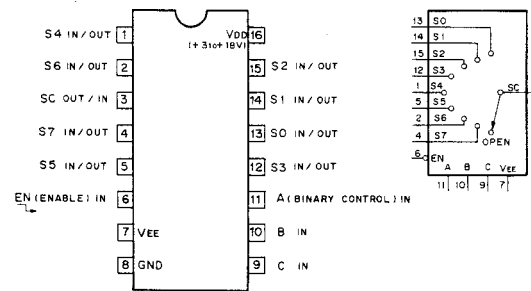 S4 IN/OUT 1
S6 IN/OUT 2
SC OUT/IN 3
S7 IN/OUT 4
S5 IN/OUT 5
EN (ENABLE) IN 6
7 VEE
8 GND
VDD 16
(+3 to +18V)
15 S2 IN/OUT
14 S1 IN/OUT
13 S0 IN/OUT
12 S3 IN/OUT
11 A (BINARY CONTROL) IN
10 B IN
9 C IN
13 S0
14 S1
15 S2
12 S3
1 S4
SC
5 S5
2 S6
4 S7
OPEN
6 EN
A B C VEE
11 10 9 7